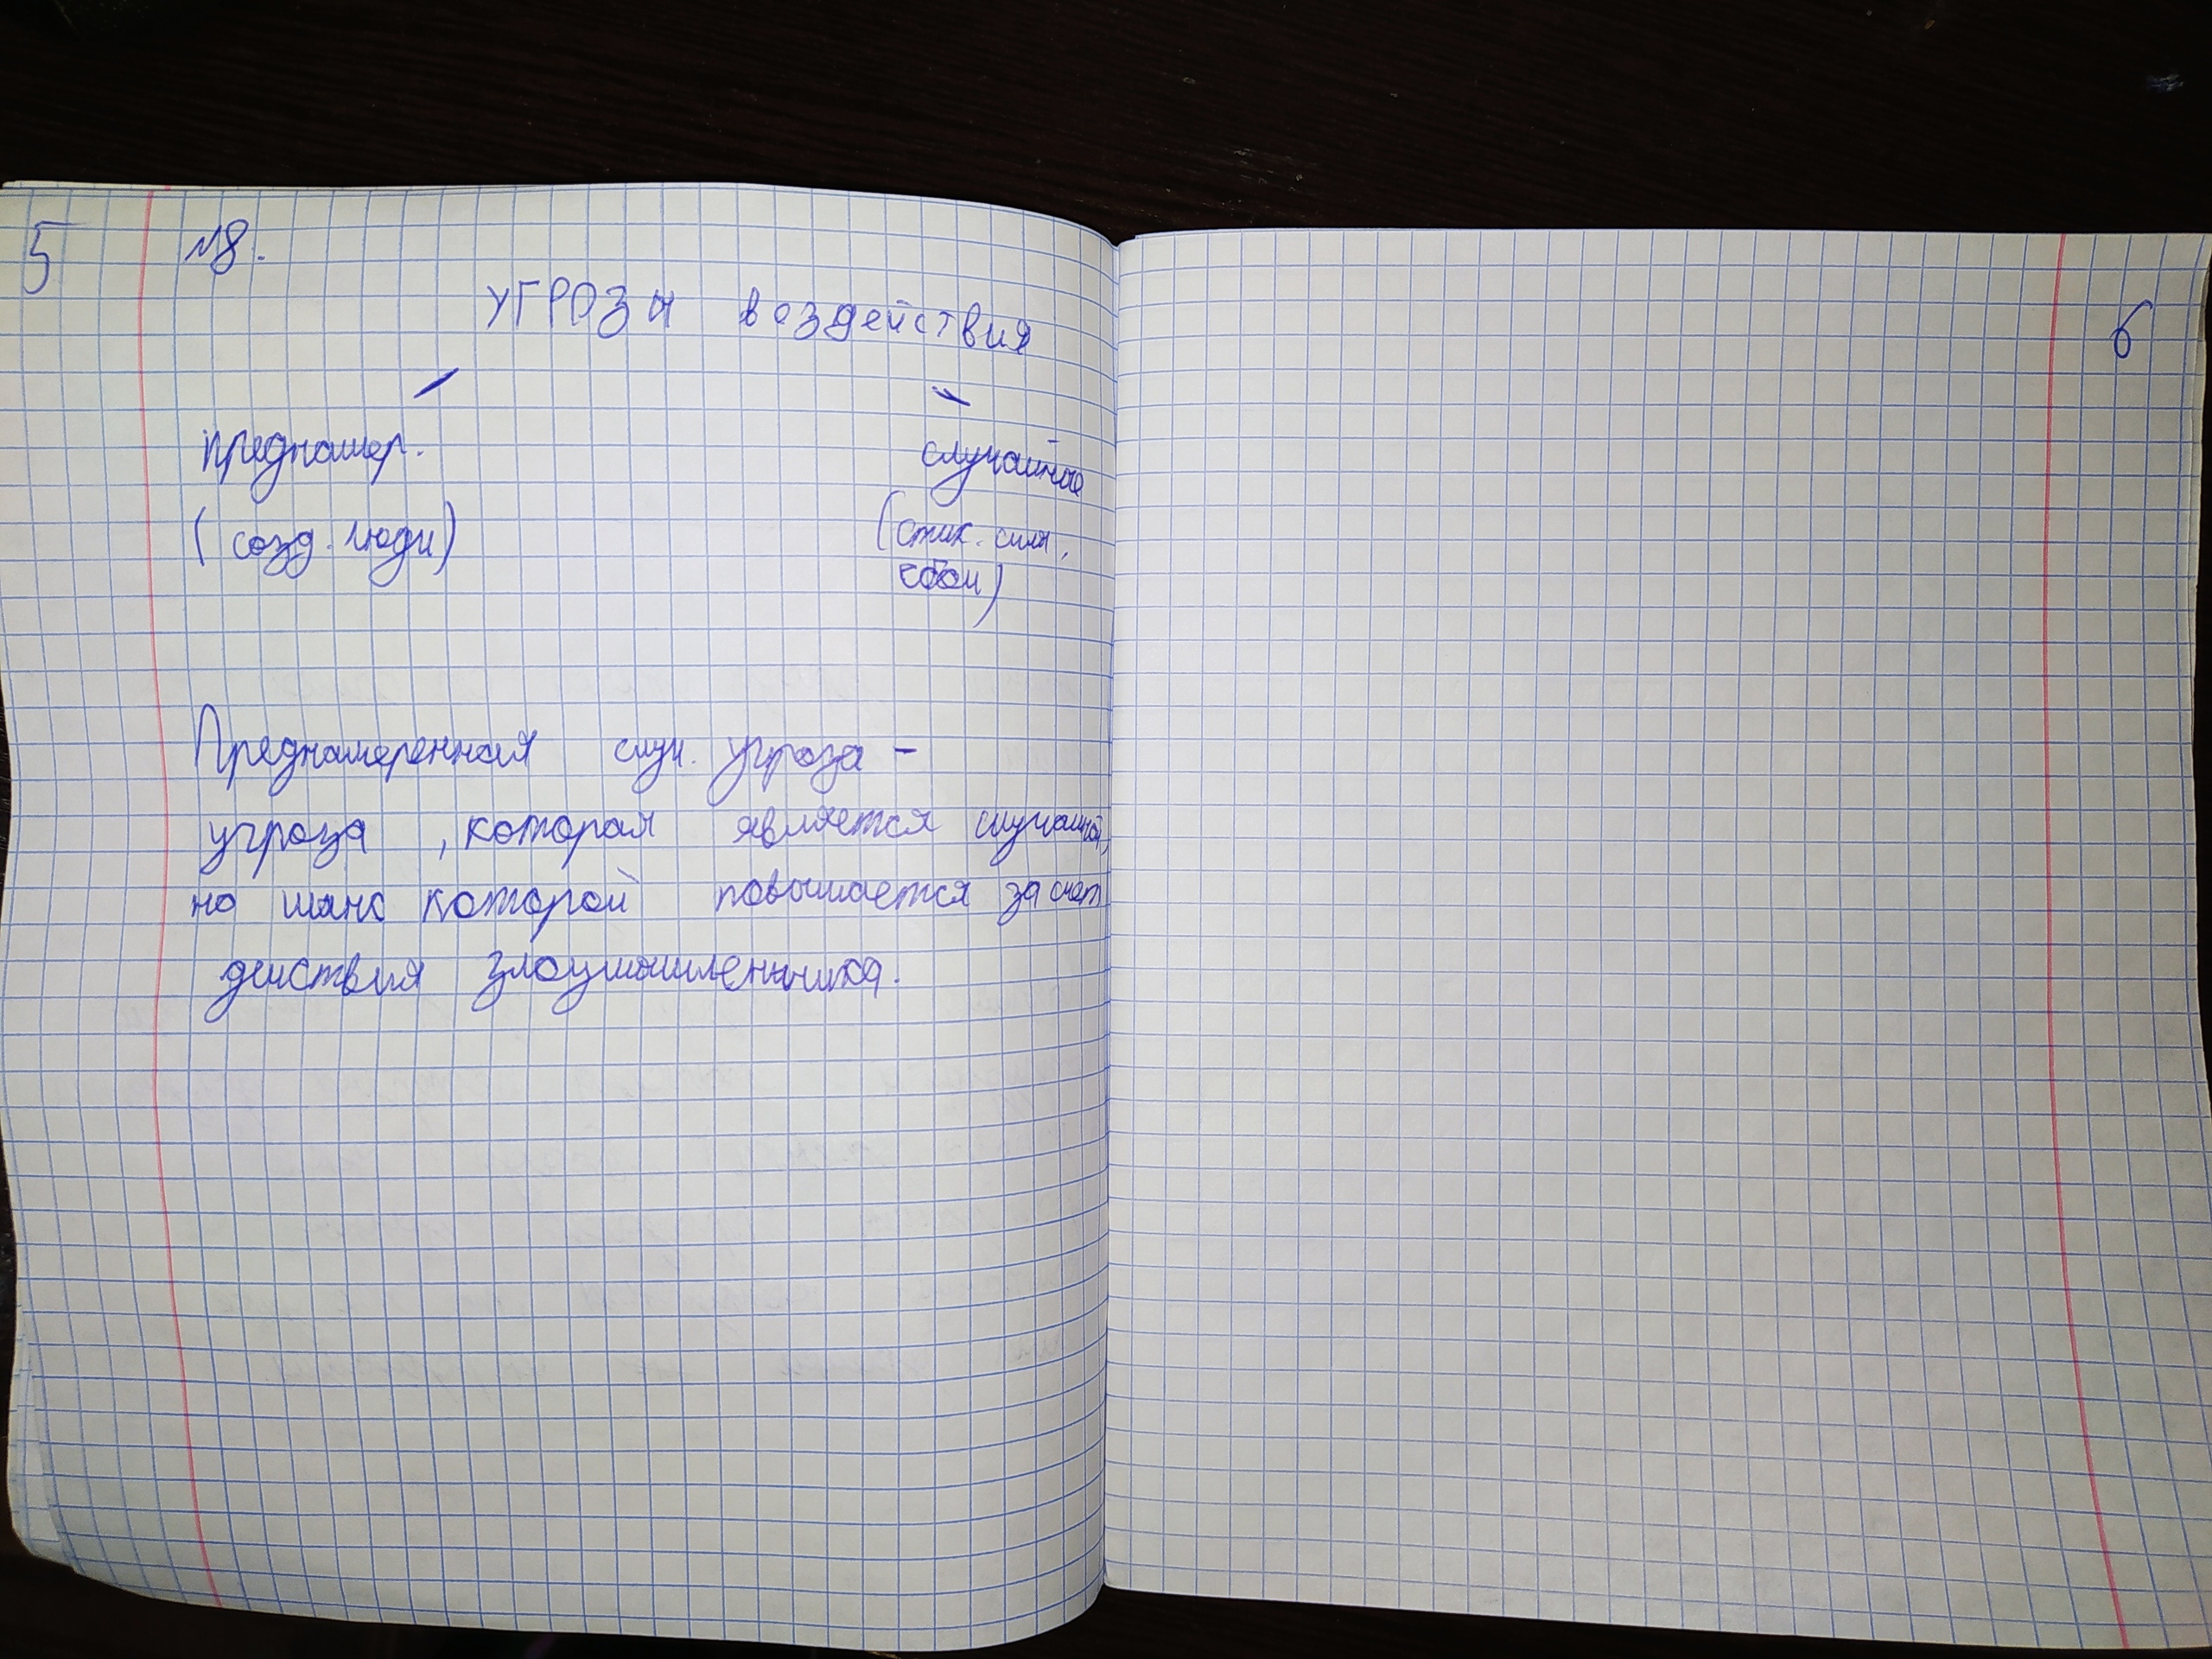 5 №8.
УГРОЗЫ воздействия
преднамер. случайные
(созд. люди) (стих. силы,
сбои)
Преднамеренная случ. угроза -
угроза, которая является случайной,
но шанс которой повышается за счет
действия злоумышленника.
6